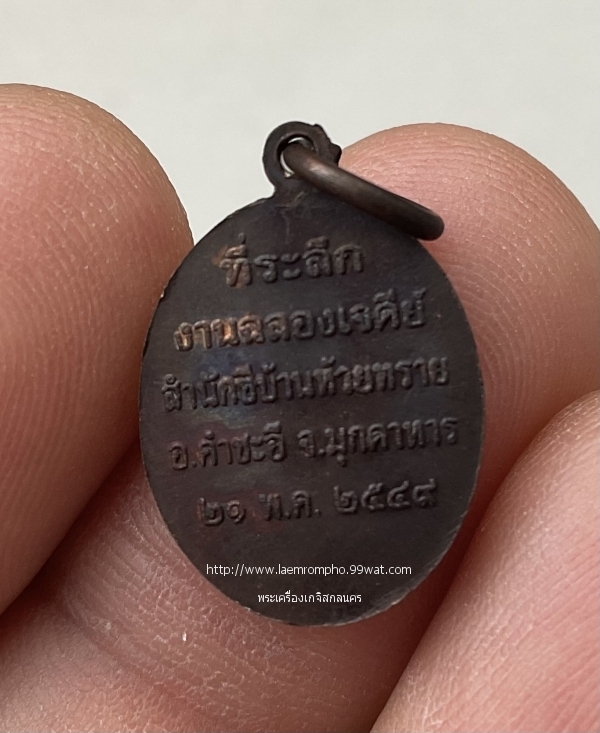 ที่ระลึก
งานฉลองเจดีย์
สำนักชีบ้านห้วยทราย
อ.คำชะอี จ.มุกดาหาร
๒๑ พ.ค. ๒๕๔๙
http://www.laemrompho.99wat.com
พระเครื่องเกจิสกลนคร